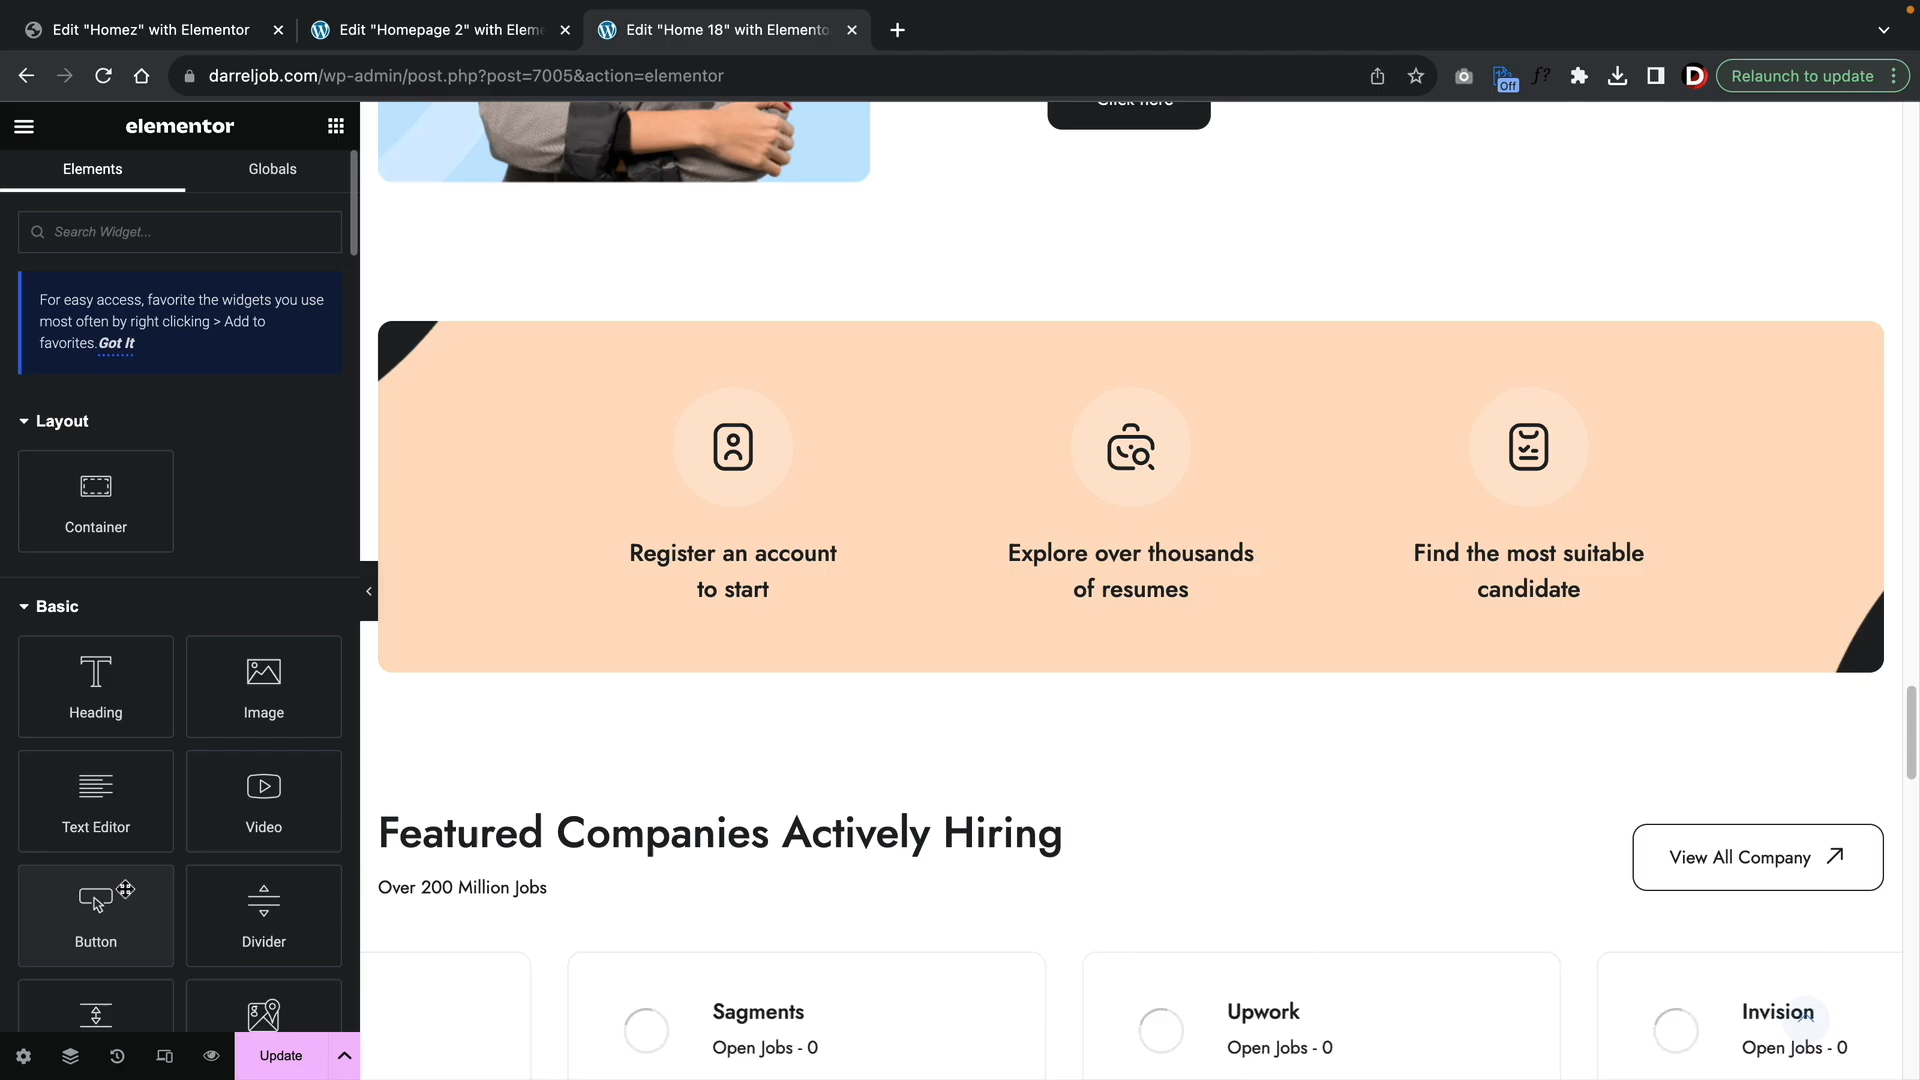 Edit "Homez" with Elementor
Edit "Homepage 2" with Eleme
Edit "Home 18" with Elemento
darreljob.com/wp-admin/post.php?post=7005&action=elementor
Off
f?
D
Relaunch to update
elementor
Click here
Elements
Globals
Search Widget...
For easy access, favorite the widgets you use
most often by right clicking > Add to
favorites. Got It
Layout
Container
Basic
Heading
Image
Text Editor
Video
Button
Divider
Update
Register an account
to start
Explore over thousands
of resumes
Find the most suitable
candidate
Featured Companies Actively Hiring
Over 200 Million Jobs
View All Company
Sagments
Open Jobs - 0
Upwork
Open Jobs - 0
Invision
Open Jobs - 0